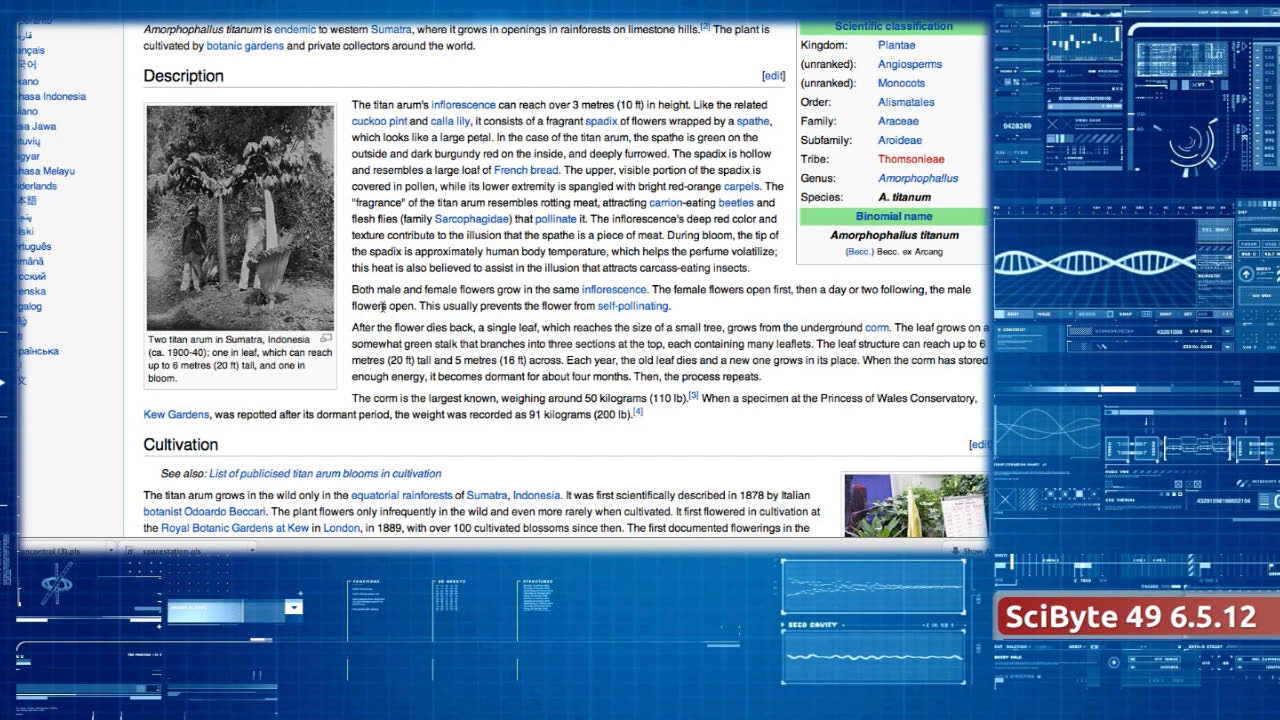 Amorphophallus titanum is endemic to western Sumatra, where it grows in openings in rainforests on limestone hills.[2] The plant is
cultivated by botanic gardens and private collectors around the world.
Description
[edit]
The titan arum's inflorescence can reach over 3 metres (10 ft) in height. Like the related
cuckoo pint and calla lily, it consists of a fragrant spadix of flowers wrapped by a spathe,
which looks like a large petal. In the case of the titan arum, the spathe is green on the
outside and dark burgundy red on the inside, and deeply furrowed. The spadix is hollow
and resembles a large loaf of French bread. The upper, visible portion of the spadix is
covered in pollen, while its lower extremity is spangled with bright red-orange carpels. The
"fragrance" of the titan arum resembles rotting meat, attracting carrion-eating beetles and
flesh flies (family Sarcophagidae) that pollinate it. The inflorescence's deep red color and
texture contribute to the illusion that the spathe is a piece of meat. During bloom, the tip of
the spadix is approximately human body temperature, which helps the perfume volatilize;
this heat is also believed to assist in the illusion that attracts carcass-eating insects.
Both male and female flowers grow in the same inflorescence. The female flowers open first, then a day or two following, the male
flowers open. This usually prevents the flower from self-pollinating.
After the flower dies back, a single leaf, which reaches the size of a small tree, grows from the underground corm. The leaf grows on a
somewhat green stalk that branches into three sections at the top, each containing many leaflets. The leaf structure can reach up to 6
metres (20 ft) tall and 5 metres (16 ft) across. Each year, the old leaf dies and a new one grows in its place. When the corm has stored
enough energy, it becomes dormant for about four months. Then, the process repeats.
The corm is the largest known, weighing around 50 kilograms (110 lb).[3] When a specimen at the Princess of Wales Conservatory,
Kew Gardens, was repotted after its dormant period, the weight was recorded as 91 kilograms (200 lb).[4]
Two titan arum in Sumatra, Indonesia
(ca. 1900-40); one in leaf, which can reach
up to 6 metres (20 ft) tall, and one in
bloom.
Cultivation
[edit]
See also: List of publicised titan arum blooms in cultivation
The titan arum grows in the wild only in the equatorial rainforests of Sumatra, Indonesia. It was first scientifically described in 1878 by Italian
botanist Odoardo Beccari. The plant flowers only rarely in the wild and even more rarely when cultivated. It first flowered in cultivation at
the Royal Botanic Gardens at Kew in London, in 1889, with over 100 cultivated blossoms since then. The first documented flowerings in the
Scientific classification
Kingdom: Plantae
(unranked): Angiosperms
(unranked): Monocots
Order: Alismatales
Family: Araceae
Subfamily: Aroideae
Tribe: Thomsonieae
Genus: Amorphophallus
Species: A. titanum
Binomial name
Amorphophallus titanum
(Becc.) Becc. ex Arcang
hasa Indonesia
sa Jawa
hasa Melayu
derlands
日本語
lski
rtuguês
mână
сский
enska
galog
раїнська
文
spacestation.pls
9428249
43291098
SciByte 49 6.5.12